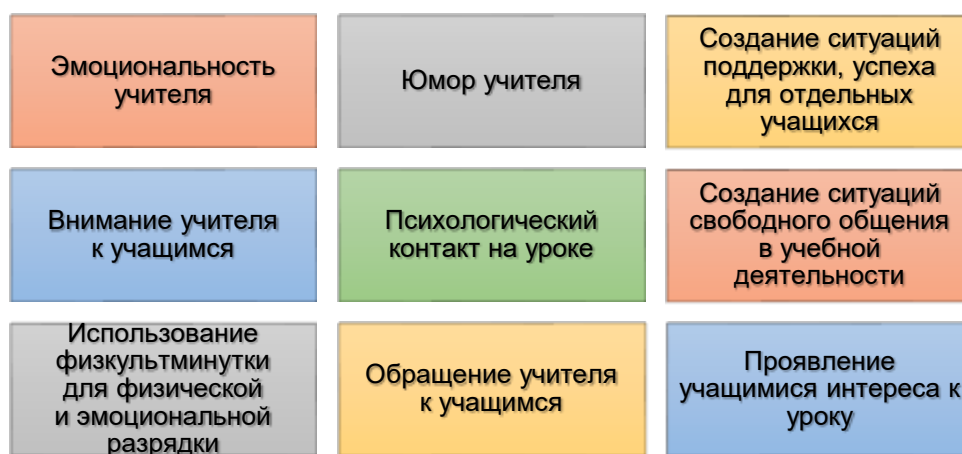 Эмоциональность
учителя
Юмор учителя
Создание ситуаций
поддержки, успеха
для отдельных
учащихся
Внимание учителя
к учащимся
Психологический
контакт на уроке
Создание ситуаций
свободного общения
в учебной
деятельности
Использование
физкультминутки
для физической
и эмоциональной
разрядки
Обращение учителя
к учащимся
Проявление
учащимися интереса к
уроку